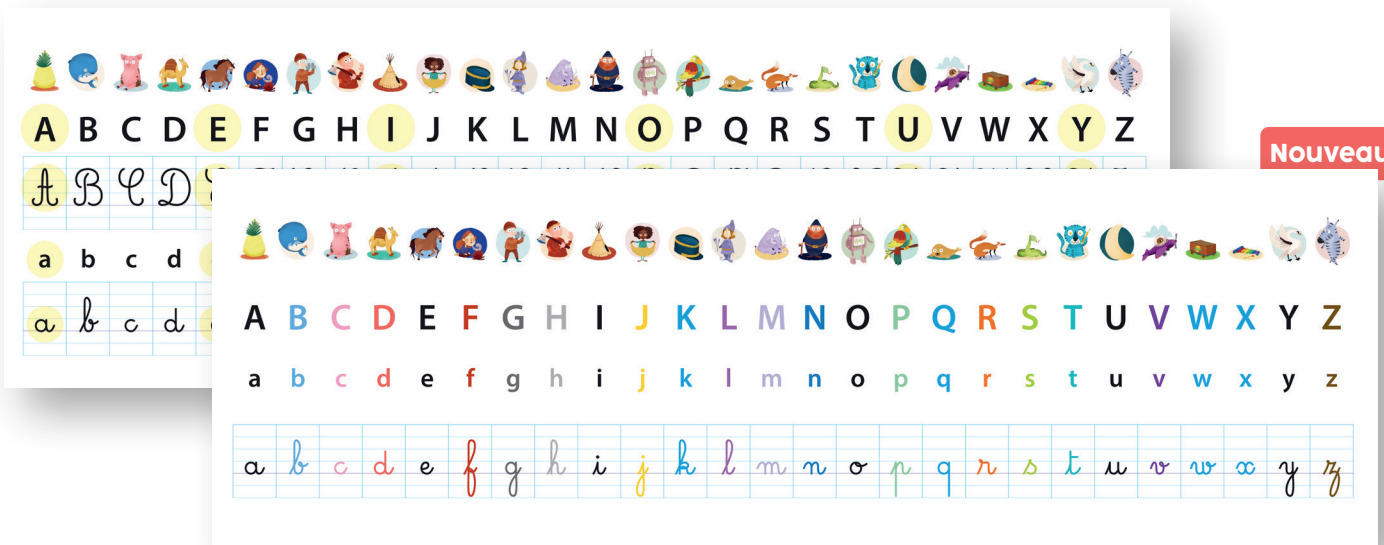 A B C D E F G H I J K L M N O P Q R S T U V W X Y Z
A B C D
a b c d
a b c d
Nouveau
A B C D E F G H I J K L M N O P Q R S T U V W X Y Z
a b c d e f g h i j k l m n o p q r s t u v w x y z
a b c d e f g h i j k l m n o p q r s t u v w x y z